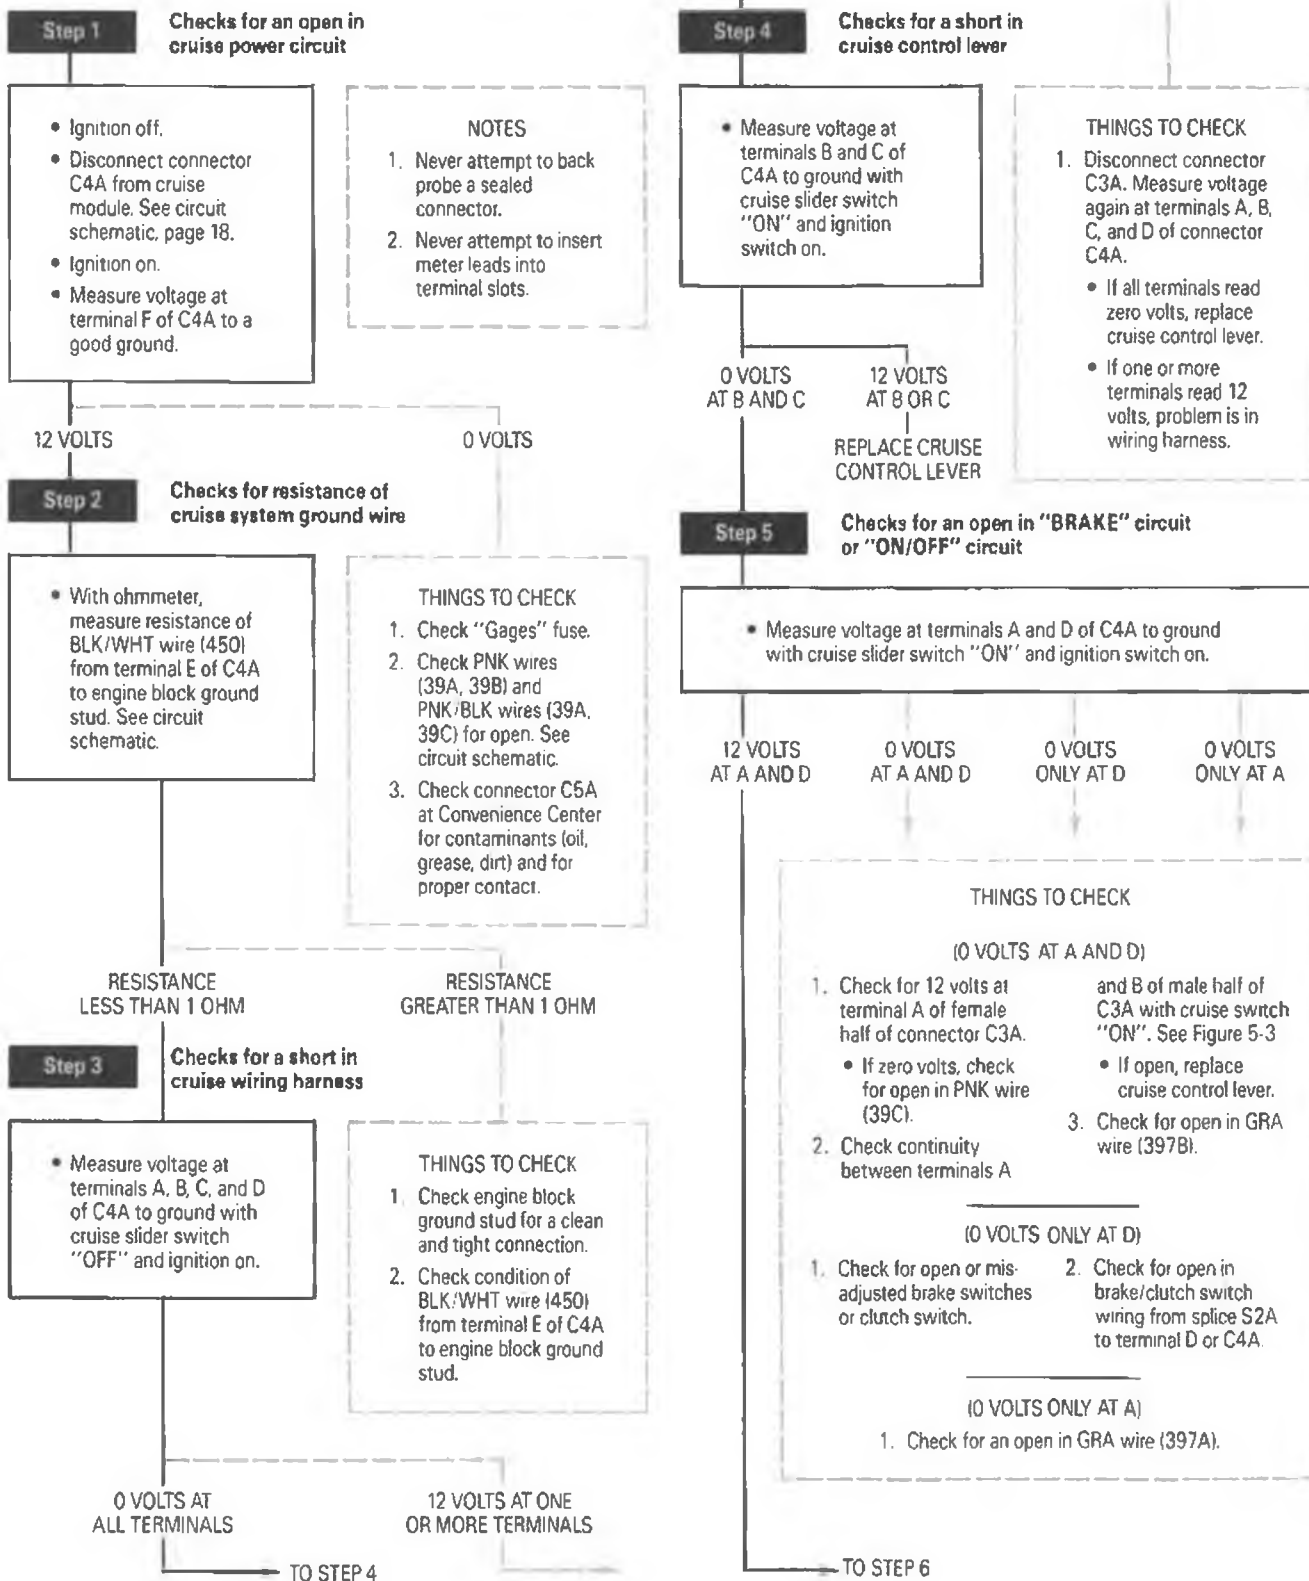 Step 1
Checks for an open in
cruise power circuit
• Ignition off.
• Disconnect connector
C4A from cruise
module. See circuit
schematic, page 18.
• Ignition on.
• Measure voltage at
terminal F of C4A to a
good ground.
NOTES
1. Never attempt to back
probe a sealed
connector.
2. Never attempt to insert
meter leads into
terminal slots.
12 VOLTS
0 VOLTS
Step 2
Checks for resistance of
cruise system ground wire
• With ohmmeter,
measure resistance of
BLK/WHT wire (450)
from terminal E of C4A
to engine block ground
stud. See circuit
schematic.
THINGS TO CHECK
1. Check "Gages" fuse.
2. Check PNK wires
(39A, 39B) and
PNK/BLK wires (39A,
39C) for open. See
circuit schematic.
3. Check connector C5A
at Convenience Center
for contaminants (oil,
grease, dirt) and for
proper contact.
RESISTANCE
LESS THAN 1 OHM
RESISTANCE
GREATER THAN 1 OHM
Step 3
Checks for a short in
cruise wiring harness
• Measure voltage at
terminals A, B, C, and D
of C4A to ground with
cruise slider switch
"OFF" and ignition on.
THINGS TO CHECK
1 Check engine block
ground stud for a clean
and tight connection.
2. Check condition of
BLK/WHT wire (450)
from terminal E of C4A
to engine block ground
stud.
0 VOLTS AT
ALL TERMINALS
12 VOLTS AT ONE
OR MORE TERMINALS
TO STEP 4
Step 4
Checks for a short in
cruise control lever
• Measure voltage at
terminals B and C of
C4A to ground with
cruise slider switch
"ON" and ignition
switch on.
THINGS TO CHECK
1. Disconnect connector
C3A. Measure voltage
again at terminals A, B,
C, and D of connector
C4A.
• If all terminals read
zero volts, replace
cruise control lever.
• If one or more
terminals read 12
volts, problem is in
wiring harness.
0 VOLTS
AT B AND C
12 VOLTS
AT B OR C
REPLACE CRUISE
CONTROL LEVER
Step 5
Checks for an open in "BRAKE" circuit
or "ON/OFF" circuit
• Measure voltage at terminals A and D of C4A to ground
with cruise slider switch "ON" and ignition switch on.
12 VOLTS
AT A AND D
0 VOLTS
AT A AND D
0 VOLTS
ONLY AT D
0 VOLTS
ONLY AT A
THINGS TO CHECK
(0 VOLTS AT A AND D)
1. Check for 12 volts at
terminal A of female
half of connector C3A.
• If zero volts, check
for open in PNK wire
(39C).
2. Check continuity
between terminals A
and B of male half of
C3A with cruise switch
"ON". See Figure 5-3
• If open, replace
cruise control lever.
3. Check for open in GRA
wire (397B).
(0 VOLTS ONLY AT D)
1. Check for open or mis-
adjusted brake switches
or clutch switch.
2. Check for open in
brake/clutch switch
wiring from splice S2A
to terminal D or C4A
(0 VOLTS ONLY AT A)
1. Check for an open in GRA wire (397A).
TO STEP 6